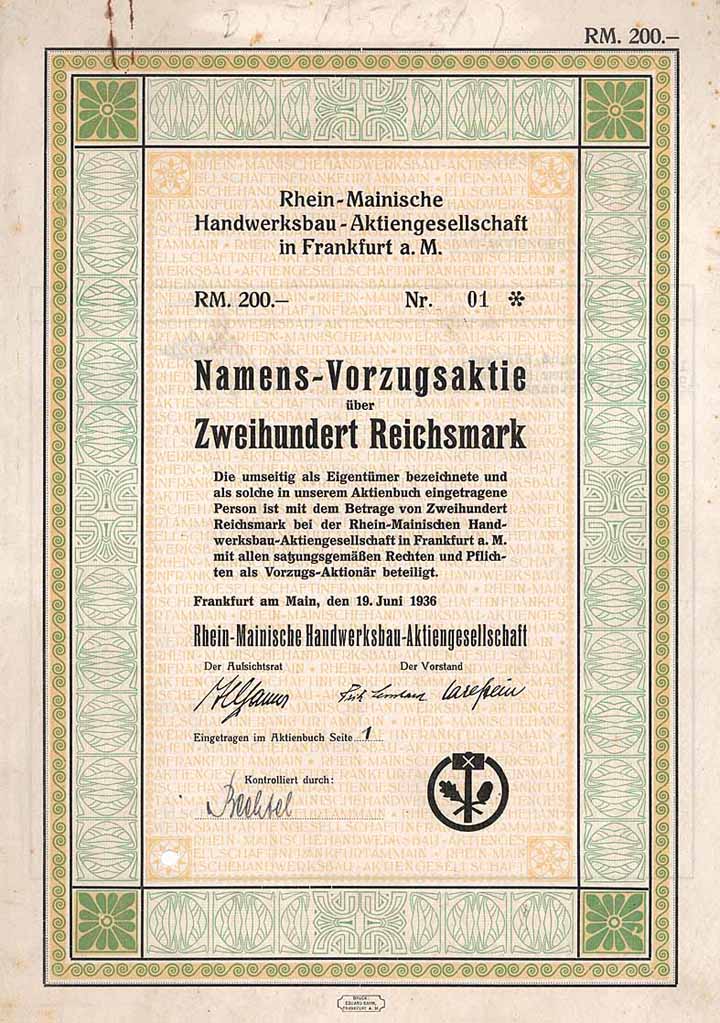 RM. 200.–
Rhein-Mainische
Handwerksbau-Aktiengesellschaft
in Frankfurt a. M.
RM. 200.– Nr. 01 *
Namens-Vorzugsaktie
über
Zweihundert Reichsmark
Die umseitig als Eigentümer bezeichnete und
als solche in unserem Aktienbuch eingetragene
Person ist mit dem Betrage von Zweihundert
Reichsmark bei der Rhein-Mainischen Hand-
werksbau-Aktiengesellschaft in Frankfurt a. M.
mit allen satzungsgemäßen Rechten und Pflich-
ten als Vorzugs-Aktionär beteiligt.
Frankfurt am Main, den 19. Juni 1936
Rhein-Mainische Handwerksbau-Aktiengesellschaft
Der Aufsichtsrat Der Vorstand
Eingetragen im Aktienbuch Seite 1
Kontrolliert durch:
Bechtel
DRUCK:
FRANKFURT A. M.